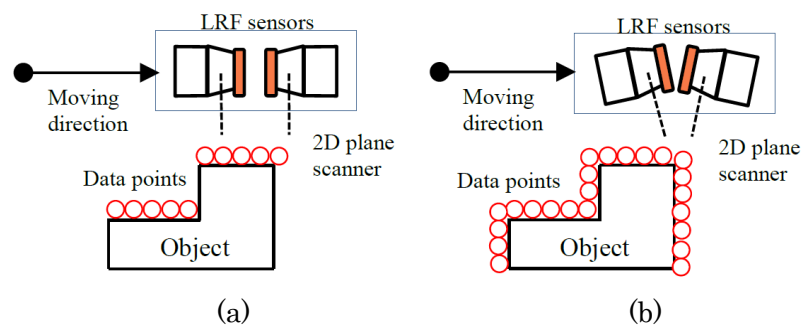 LRF sensors
Moving
direction
2D plane
scanner
Data points
Object
(a)
LRF sensors
Moving
direction
2D plane
scanner
Data points
Object
(b)